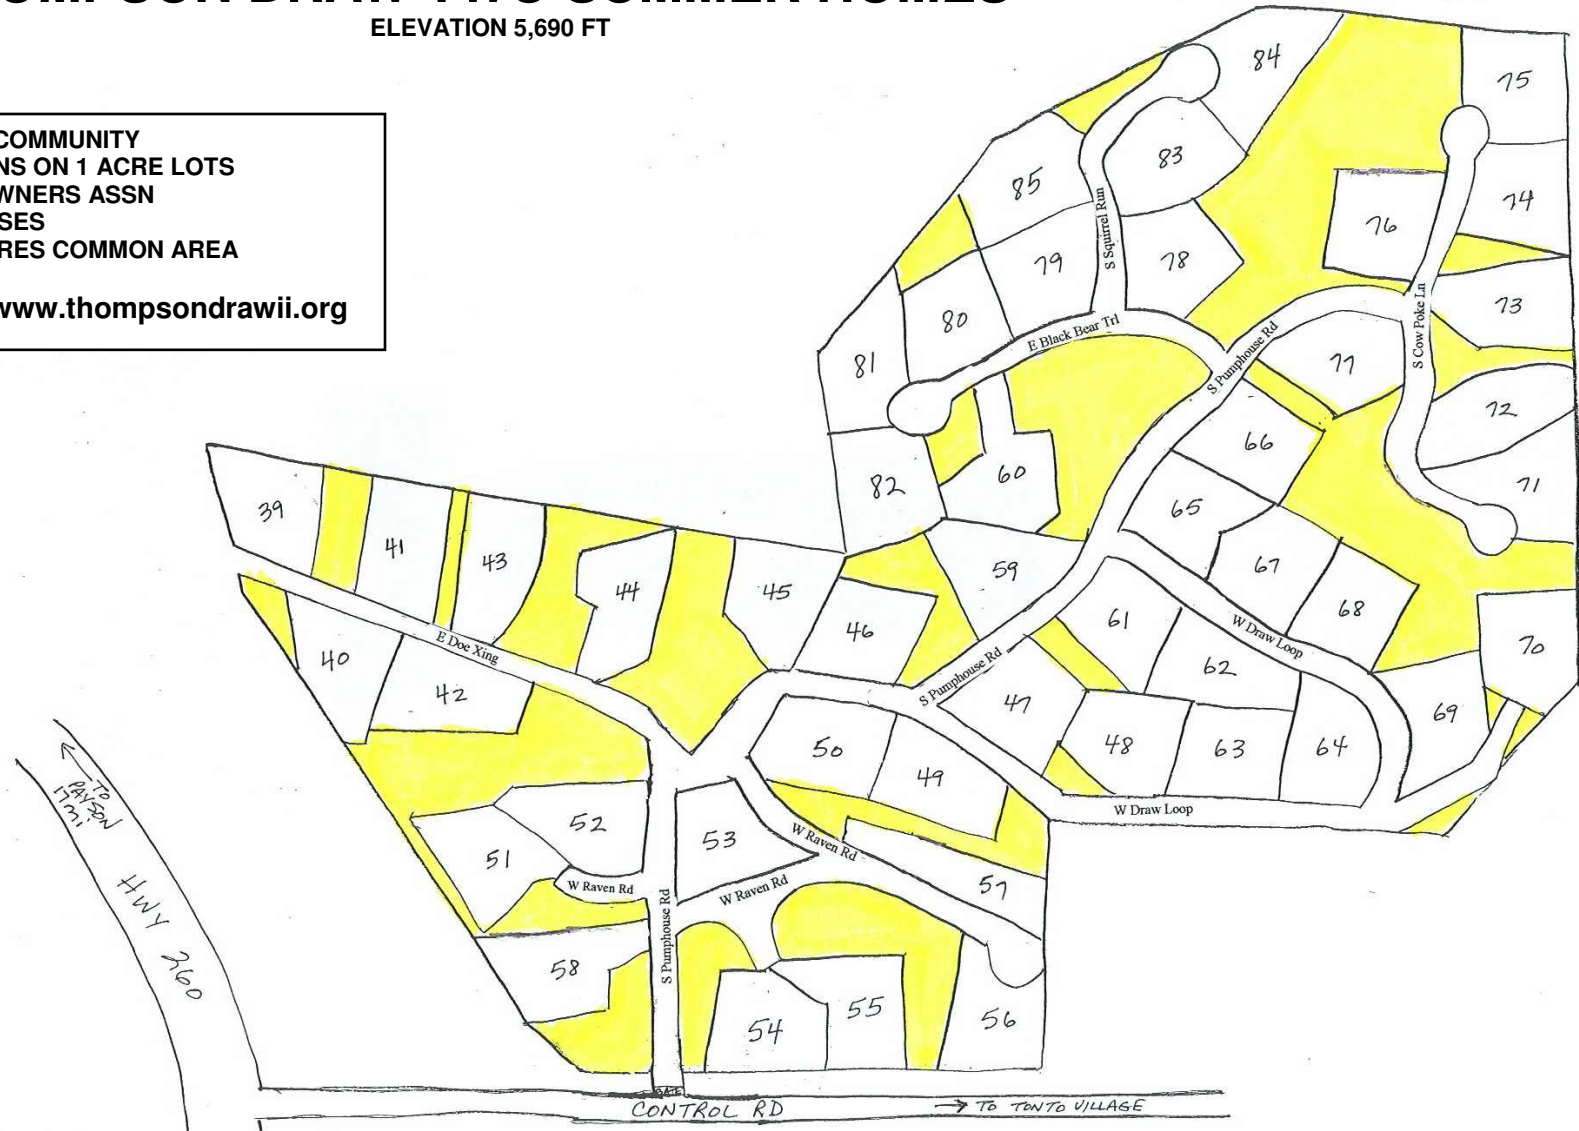 ELEVATION 5,690 FT
COMMUNITY
ON 1 ACRE LOTS
ASSN
COMMON AREA
www.thompsondrawii.org
84
75
83
85
74
76
79
78
73
80
81
77
72
66
60
82
71
65
39
41
43
59
67
44
45
68
61
46
40
62
70
42
47
69
50
48
63
64
49
52
53
51
57
58
55
56
54
S Squirrel Run
E Black Bear Trl
S Pumphouse Rd
S Cow Poke Ln
W Draw Loop
E Doe Xing
S Pumphouse Rd
W Draw Loop
W Raven Rd
W Raven Rd
W Raven Rd
S Pumphouse Rd
TO
PAYSON
17 mi
HWY 260
GATE
CONTROL RD
→ TO TONTO VILLAGE